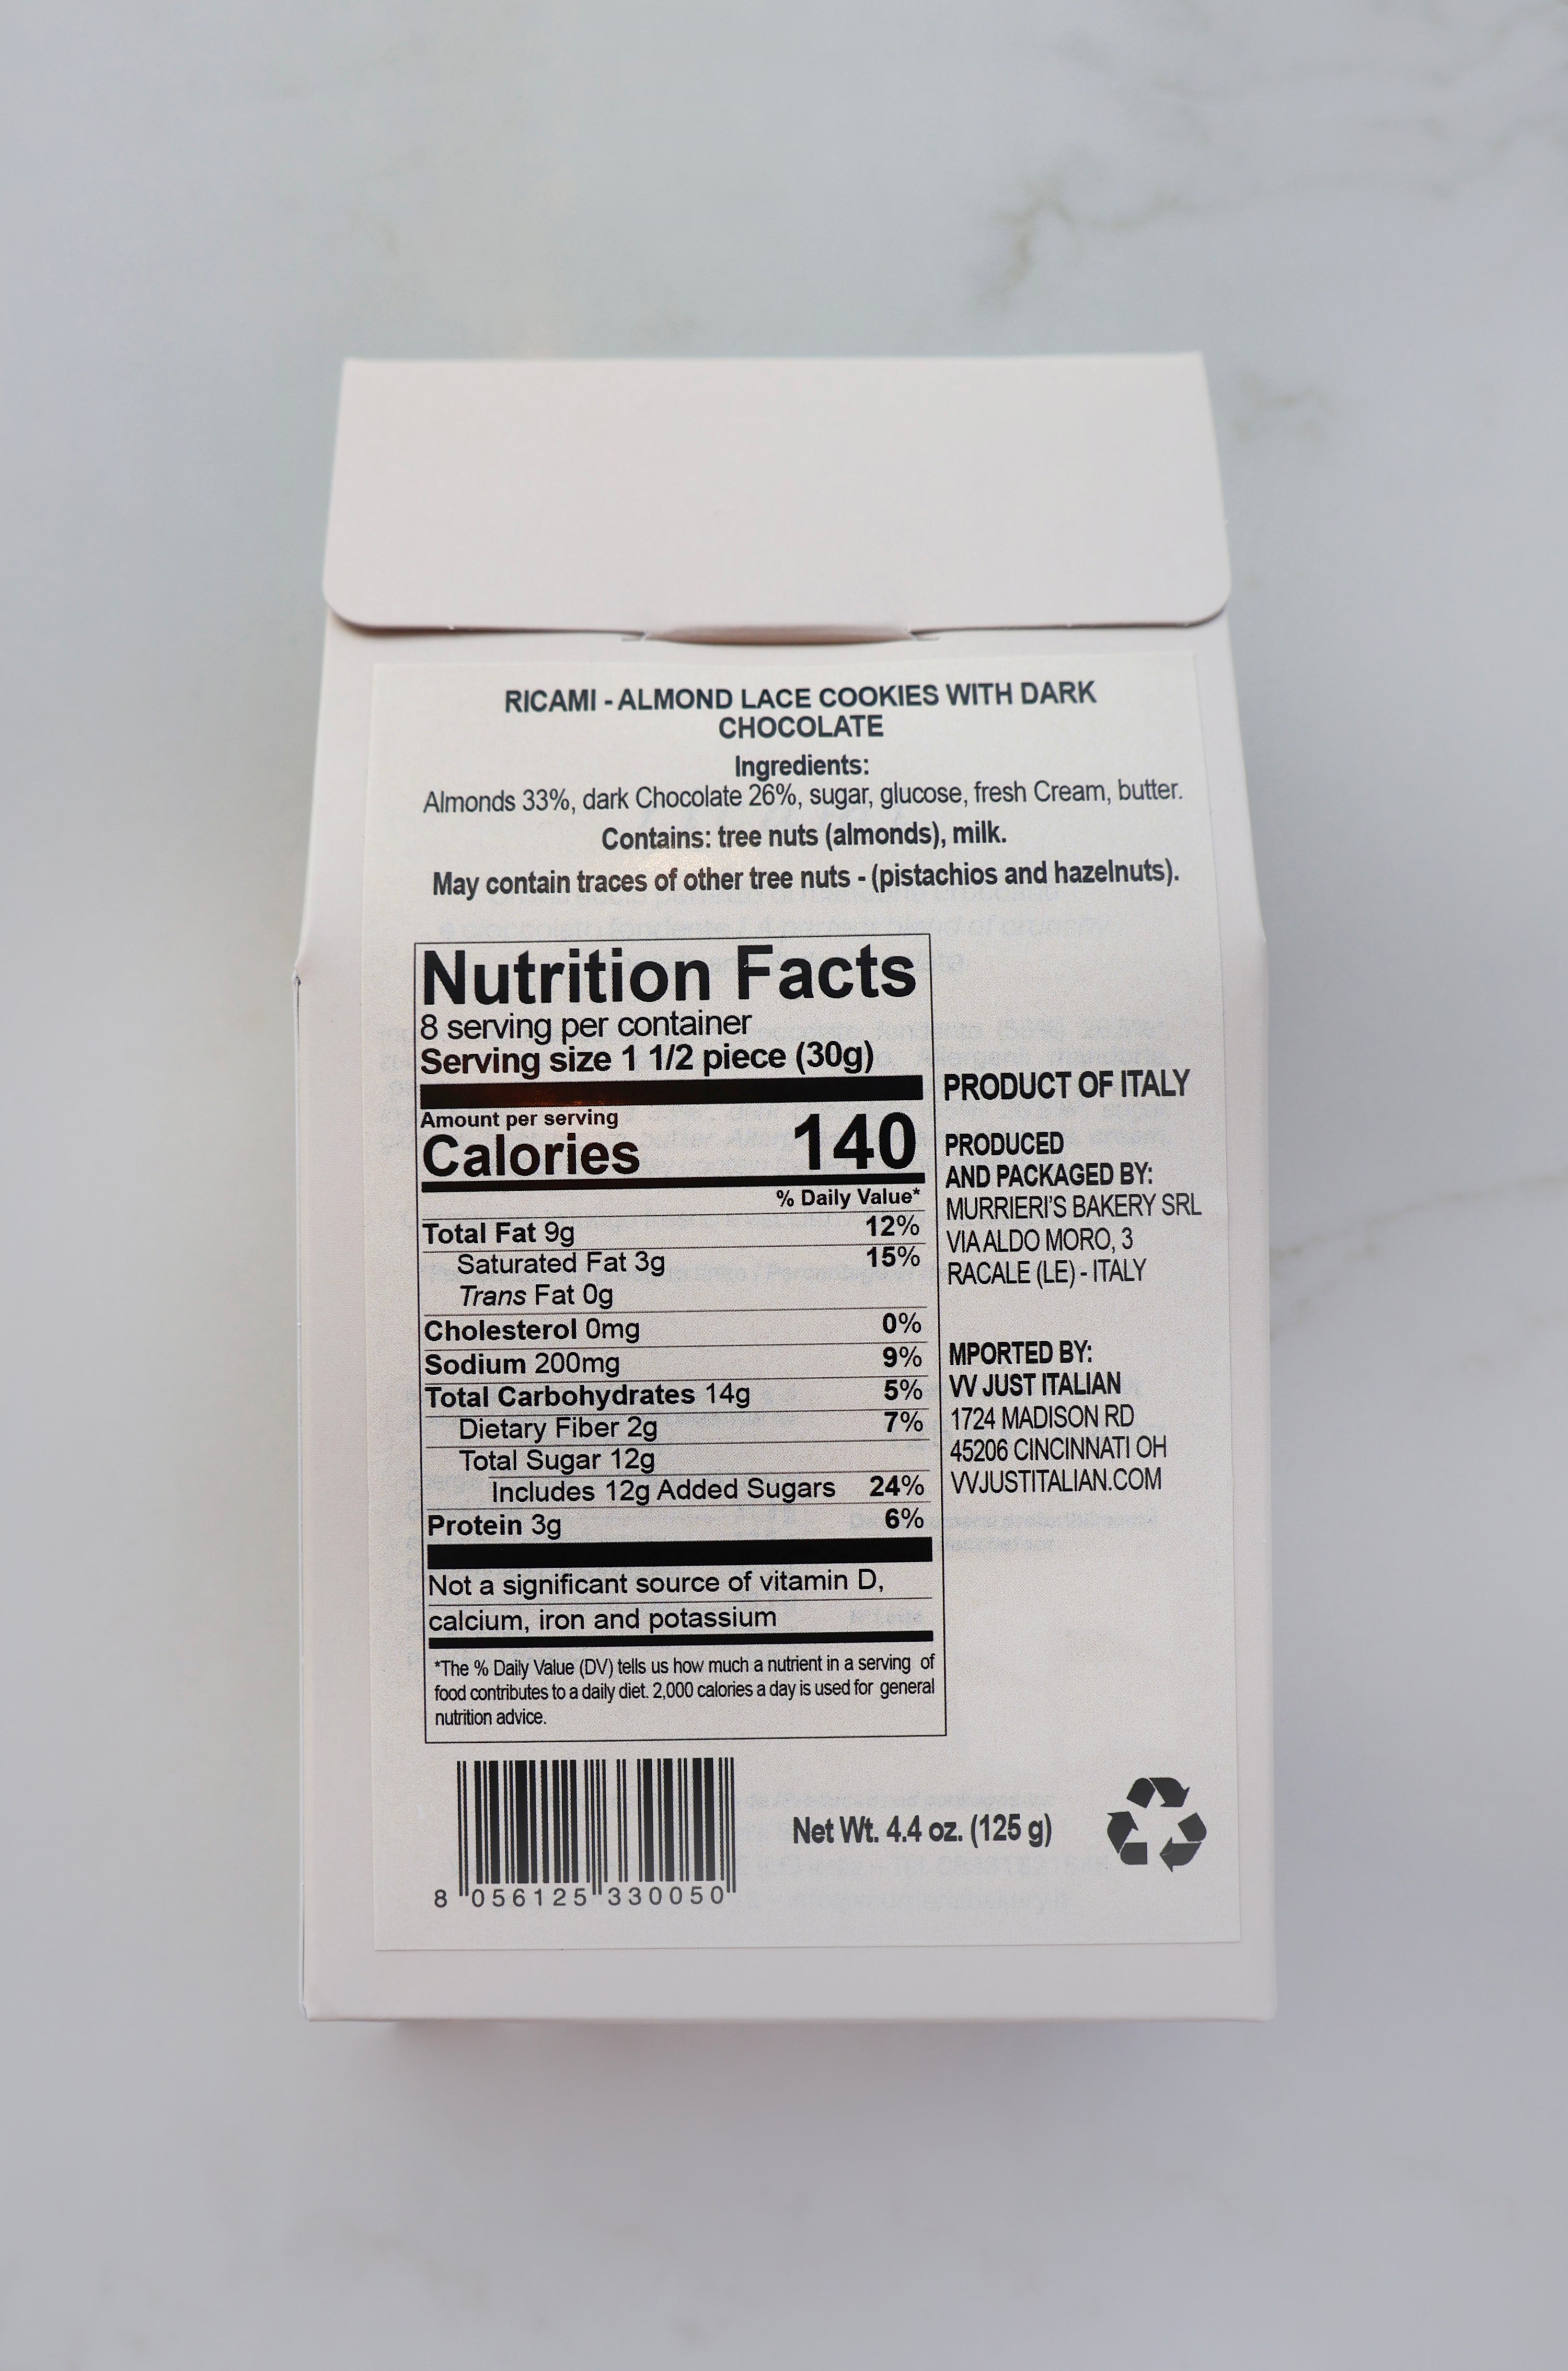 RICAMI - ALMOND LACE COOKIES WITH DARK
CHOCOLATE
Ingredients:
Almonds 33%, dark Chocolate 26%, sugar, glucose, fresh Cream, butter.
Contains: tree nuts (almonds), milk.
May contain traces of other tree nuts - (pistachios and hazelnuts).
Nutrition Facts
8 serving per container
Serving size 1 1/2 piece (30g)
Amount per serving
Calories 140
% Daily Value*
Total Fat 9g 12%
Saturated Fat 3g 15%
Trans Fat 0g
Cholesterol 0mg 0%
Sodium 200mg 9%
Total Carbohydrates 14g 5%
Dietary Fiber 2g 7%
Total Sugar 12g
Includes 12g Added Sugars 24%
Protein 3g 6%
Not a significant source of vitamin D,
calcium, iron and potassium
*The % Daily Value (DV) tells us how much a nutrient in a serving of
food contributes to a daily diet. 2,000 calories a day is used for general
nutrition advice.
PRODUCT OF ITALY
PRODUCED
AND PACKAGED BY:
MURRIERI'S BAKERY SRL
VIA ALDO MORO, 3
RACALE (LE) - ITALY
MPORTED BY:
VV JUST ITALIAN
1724 MADISON RD
45206 CINCINNATI OH
VVJUSTITALIAN.COM
8 056125 330050
Net Wt. 4.4 oz. (125 g)